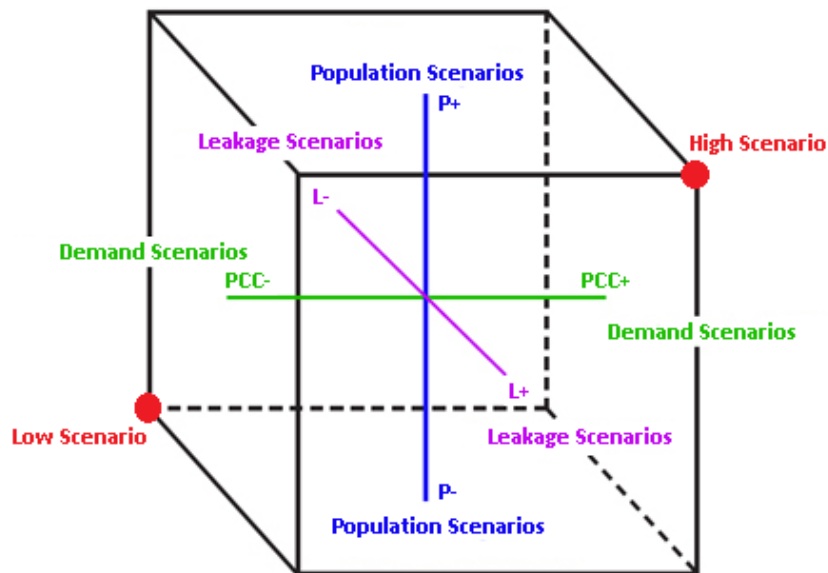 Population Scenarios
P+
Leakage Scenarios
High Scenario
L-
Demand Scenarios
PCC-
PCC+
Demand Scenarios
L+
Low Scenario
Leakage Scenarios
P-
Population Scenarios